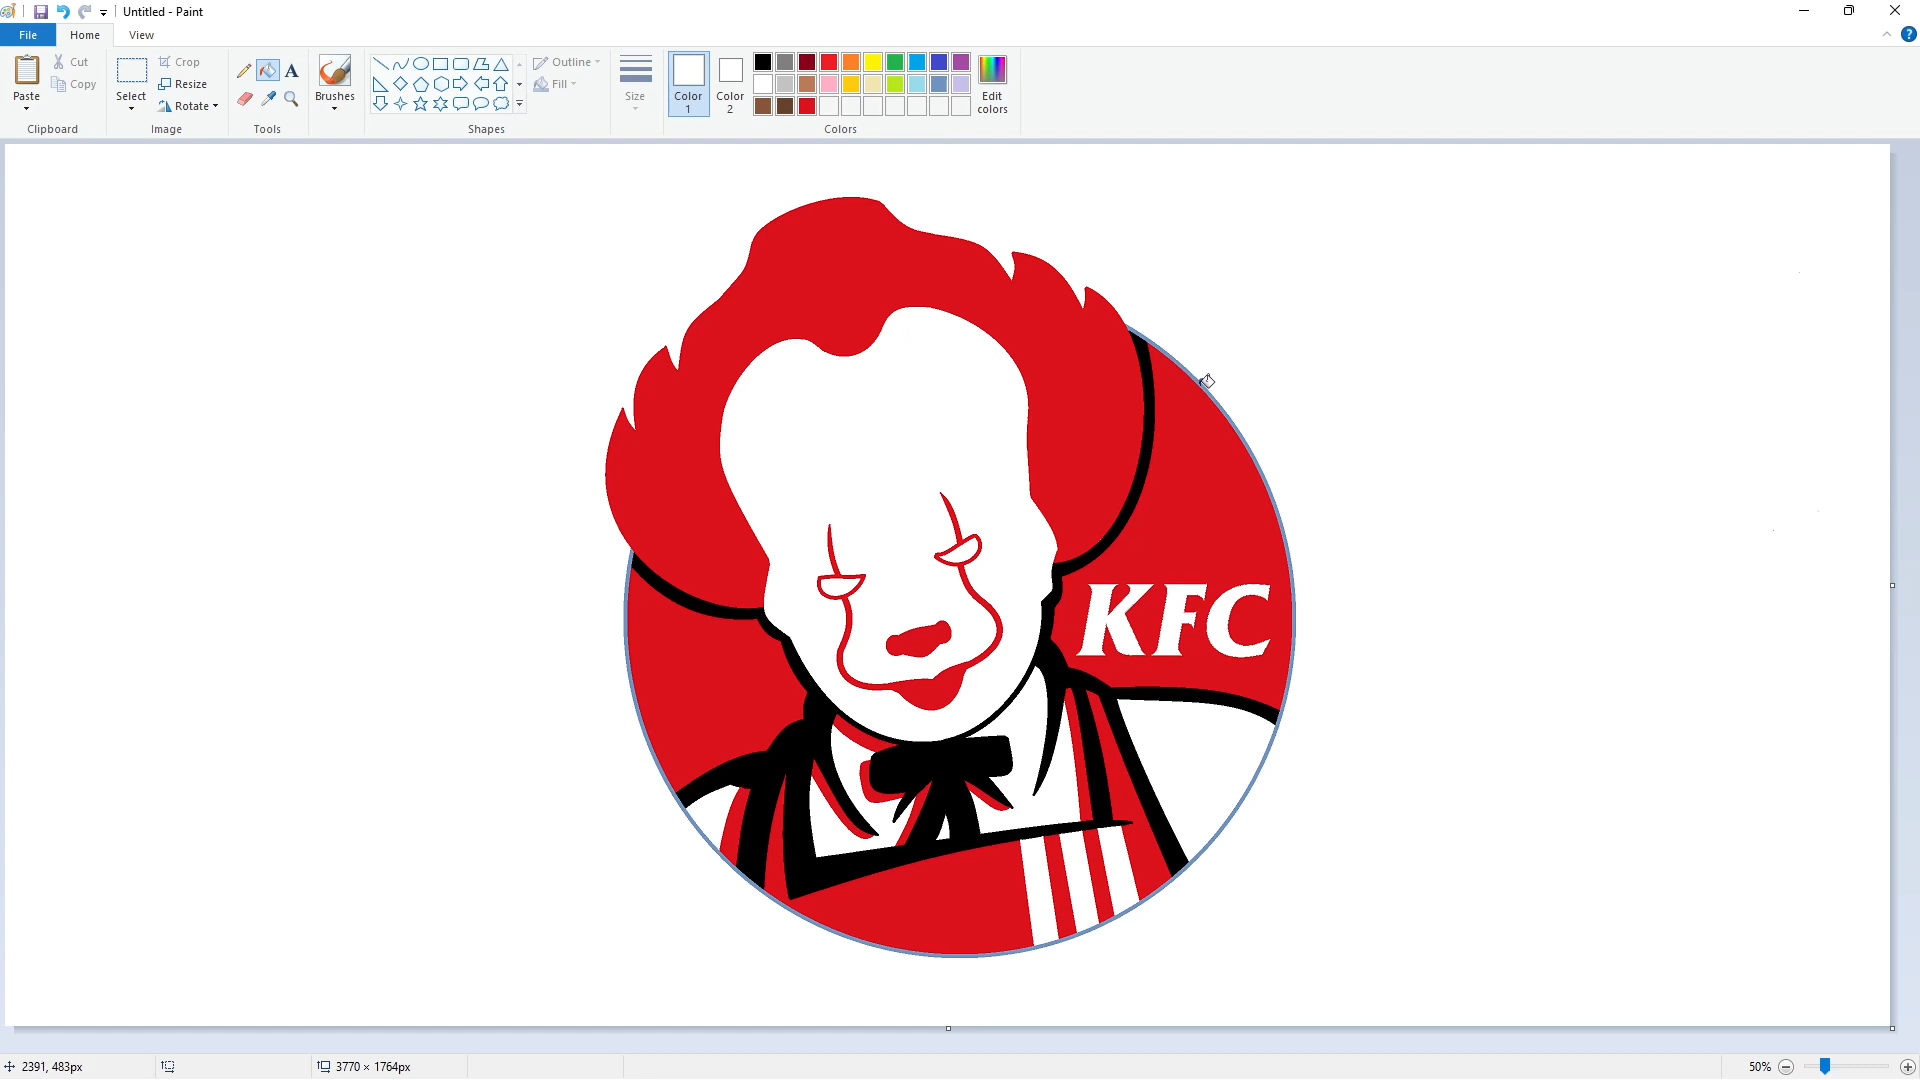 Untitled - Paint
File Home View
Paste
Cut
Copy
Clipboard
Select
Crop
Resize
Rotate
Image
A
Tools
Brushes
Shapes
Outline
Fill
Size
Color 1
Color 2
Edit colors
Colors
?
KFC
2391, 483px
3770 × 1764px
50%